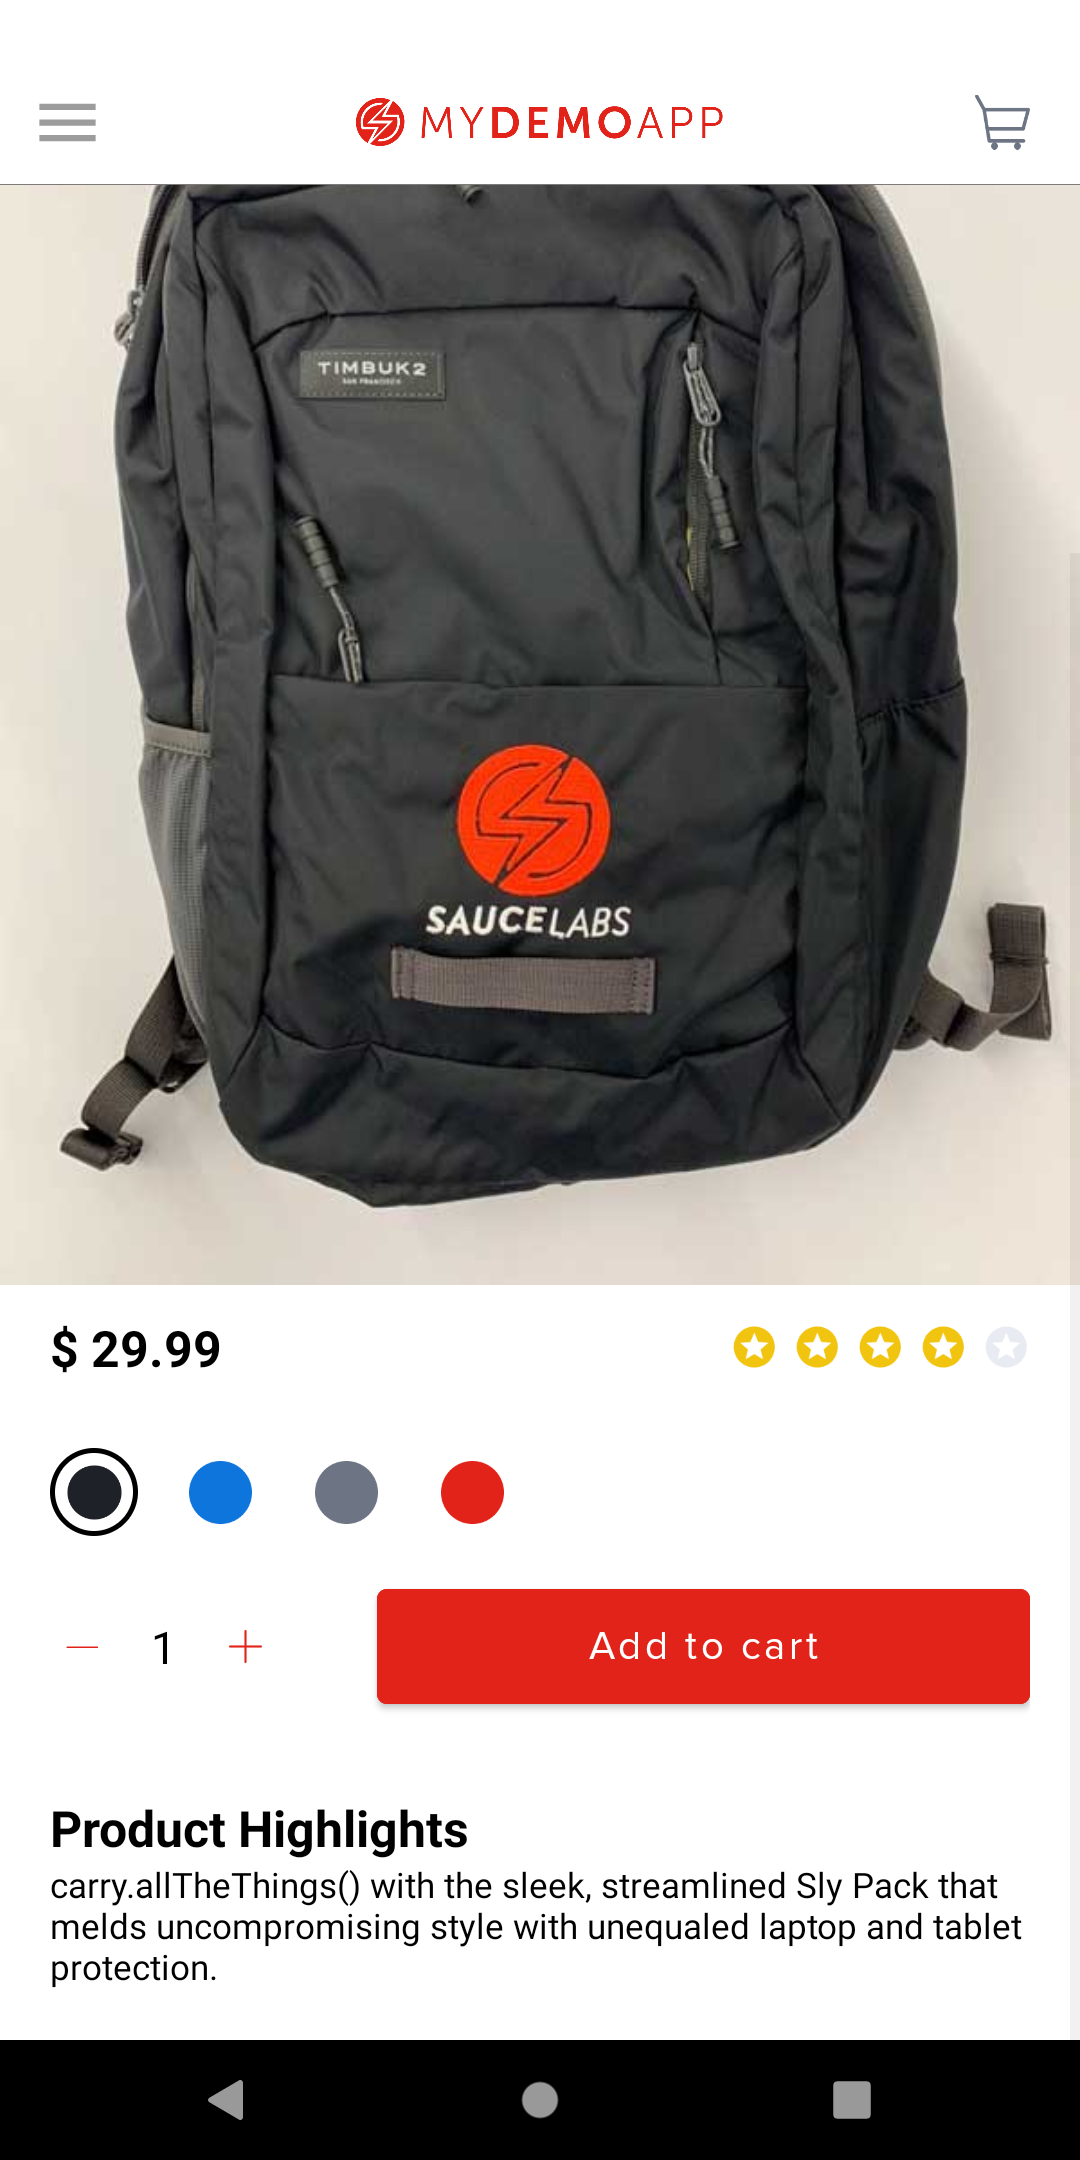 MYDEMOAPP
TIMBUK2
SAN FRANCISCO
SAUCELABS
$ 29.99
1
Add to cart
Product Highlights
carry.allTheThings() with the sleek, streamlined Sly Pack that
melds uncompromising style with unequaled laptop and tablet
protection.